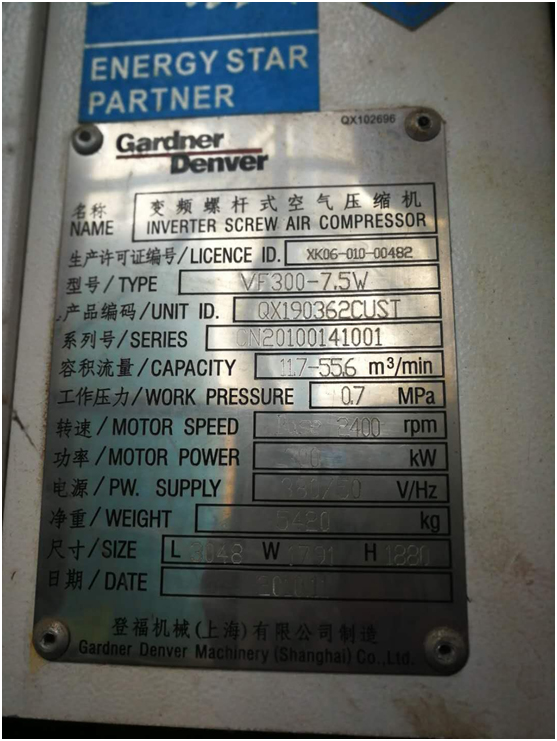 ENERGY STAR
PARTNER
QX102696
Gardner
Denver
名称 变频螺杆式空气压缩机
NAME INVERTER SCREW AIR COMPRESSOR
生产许可证编号/LICENCE ID. XK06-010-00482
型号/TYPE VF300-7.5W
产品编码/UNIT ID. QX190362CUST
系列号/SERIES N20100141001
容积流量/CAPACITY 11.7-55.6 m³/min
工作压力/WORK PRESSURE 0.7 MPa
转速/MOTOR SPEED rpm
功率/MOTOR POWER kW
电源/PW. SUPPLY V/Hz
净重/WEIGHT kg
尺寸/SIZE L 3048 W 1701 H 1880
日期/DATE
登福机械(上海)有限公司制造
Gardner Denver Machinery (Shanghai) Co.,Ltd.